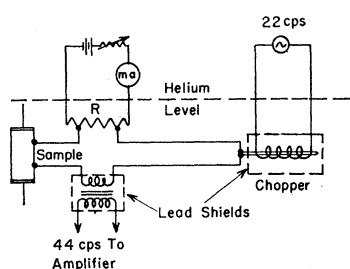 22 cps
ma
Helium
Level
R
Sample
Chopper
Lead Shields
44 cps To
Amplifier